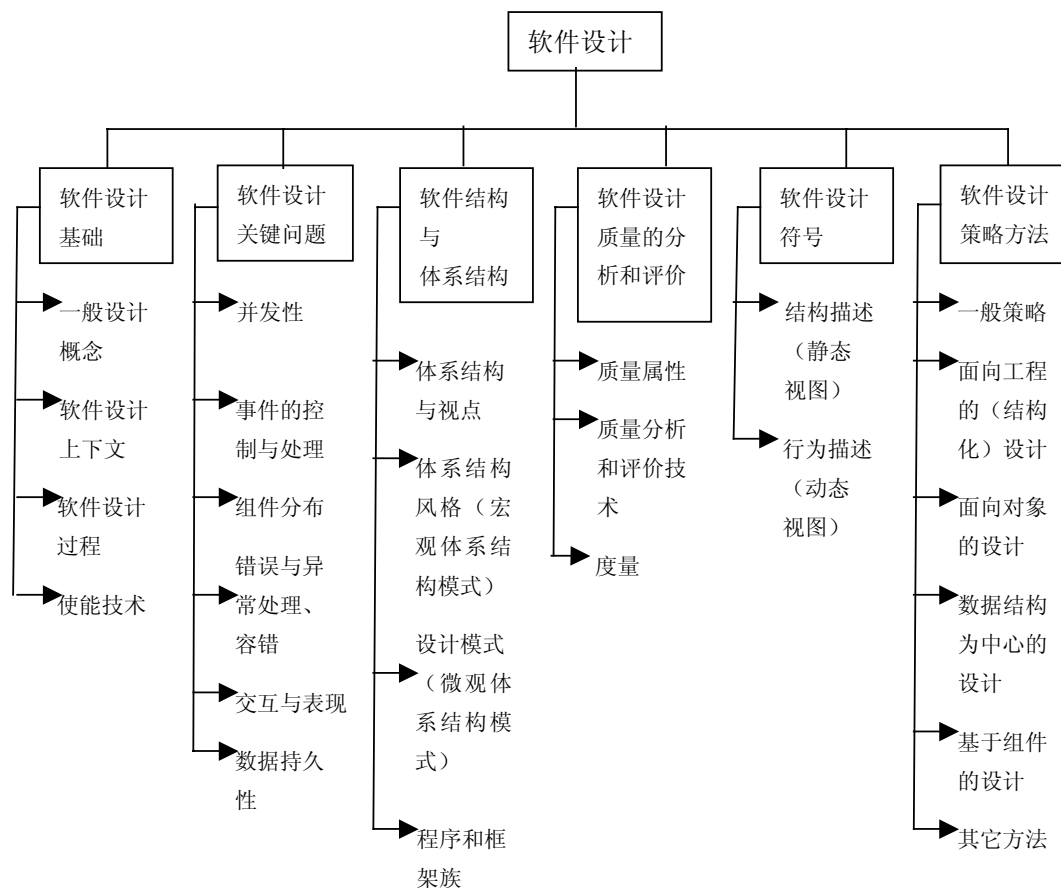 软件设计
软件设计
基础
一般设计
概念
软件设计
上下文
软件设计
过程
使能技术
软件设计
关键问题
并发性
事件的控
制与处理
组件分布
错误与异
常处理、
容错
交互与表现
数据持久
性
软件结构
与
体系结构
体系结构
与视点
体系结构
风格（宏
观体系结
构模式）
设计模式
（微观体
系结构模
式）
程序和框
架族
软件设计
质量的分
析和评价
质量属性
质量分析
和评价技
术
度量
软件设计
符号
结构描述
（静态
视图）
行为描述
（动态
视图）
软件设计
策略方法
一般策略
面向工程
的（结构
化）设计
面向对象
的设计
数据结构
为中心的
设计
基于组件
的设计
其它方法